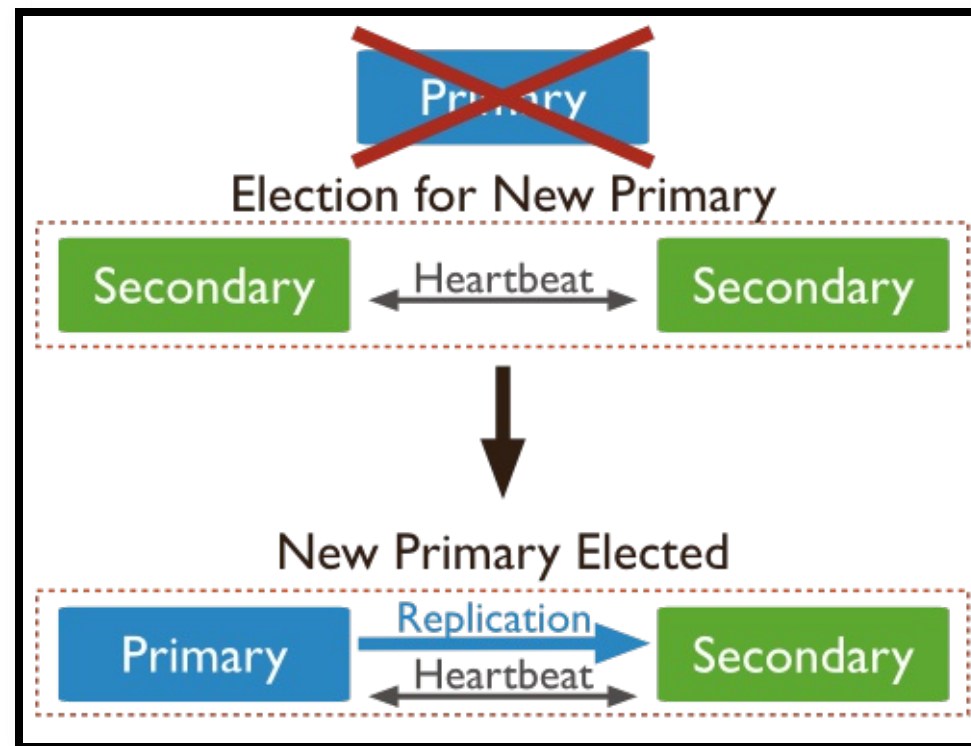 Primary
Election for New Primary
Secondary Heartbeat Secondary
New Primary Elected
Replication
Primary Heartbeat Secondary